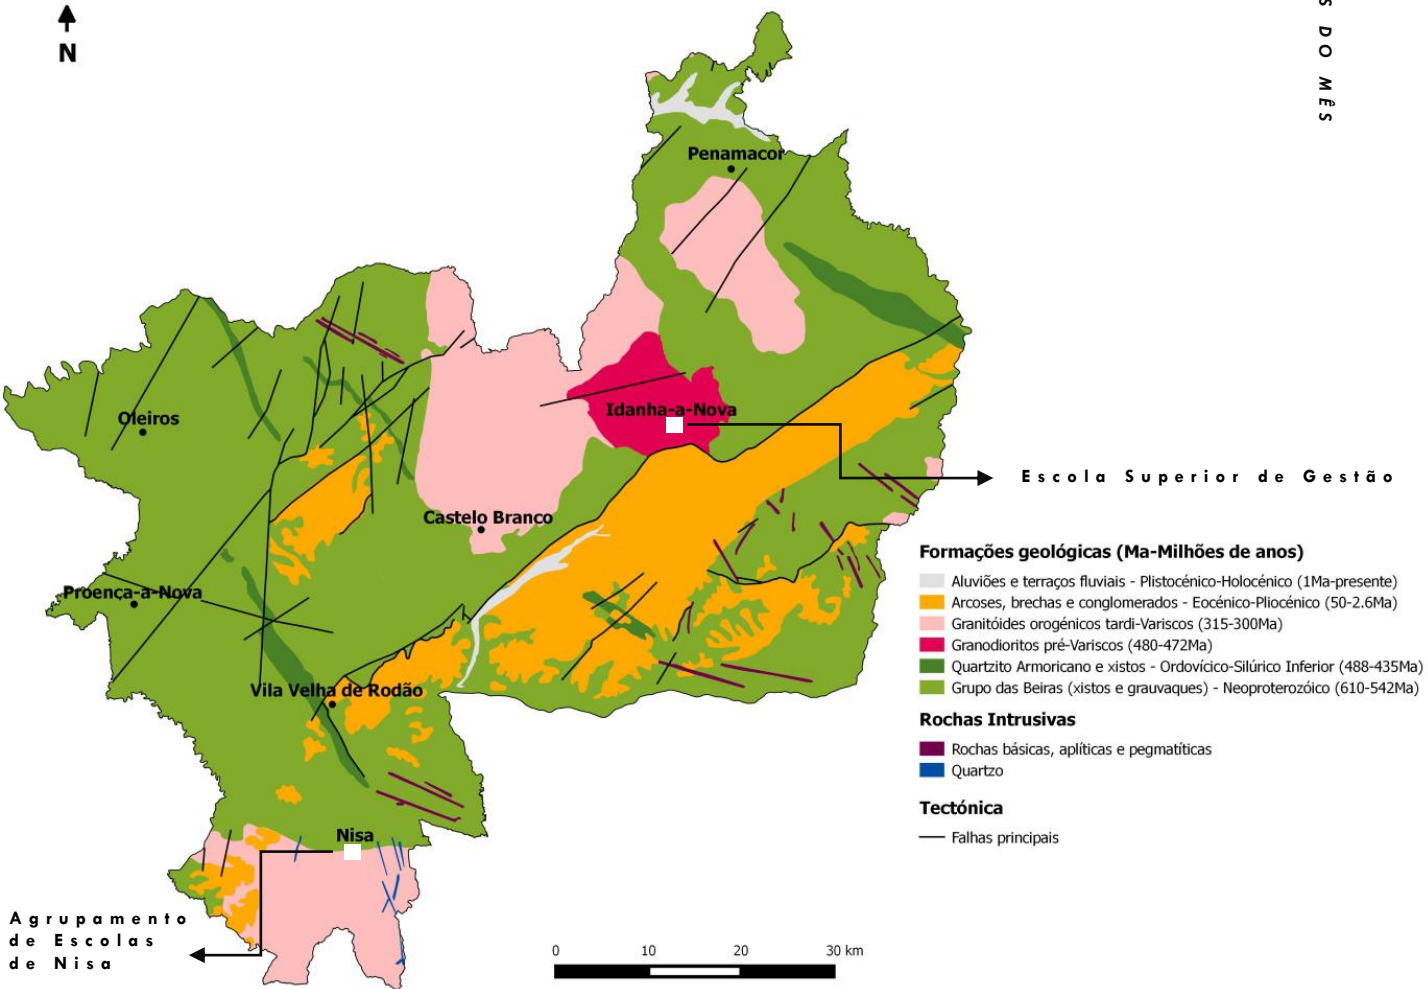 N
S DO MÊS
Penamacor
Oleiros
Idanha-a-Nova
Escola Superior de Gestão
Castelo Branco
Proença-a-Nova
Vila Velha de Rodão
Nisa
Agrupamento
de Escolas
de Nisa
Formações geológicas (Ma-Milhões de anos)
Aluviões e terraços fluviais - Plistocénico-Holocénico (1Ma-presente)
Arcoses, brechas e conglomerados - Eocénico-Pliocénico (50-2.6Ma)
Granitóides orogénicos tardi-Variscos (315-300Ma)
Granodioritos pré-Variscos (480-472Ma)
Quartzito Armoricano e xistos - Ordovícico-Silúrico Inferior (488-435Ma)
Grupo das Beiras (xistos e grauvaques) - Neoproterozóico (610-542Ma)
Rochas Intrusivas
Rochas básicas, aplíticas e pegmatíticas
Quartzo
Tectónica
Falhas principais
0 10 20 30 km